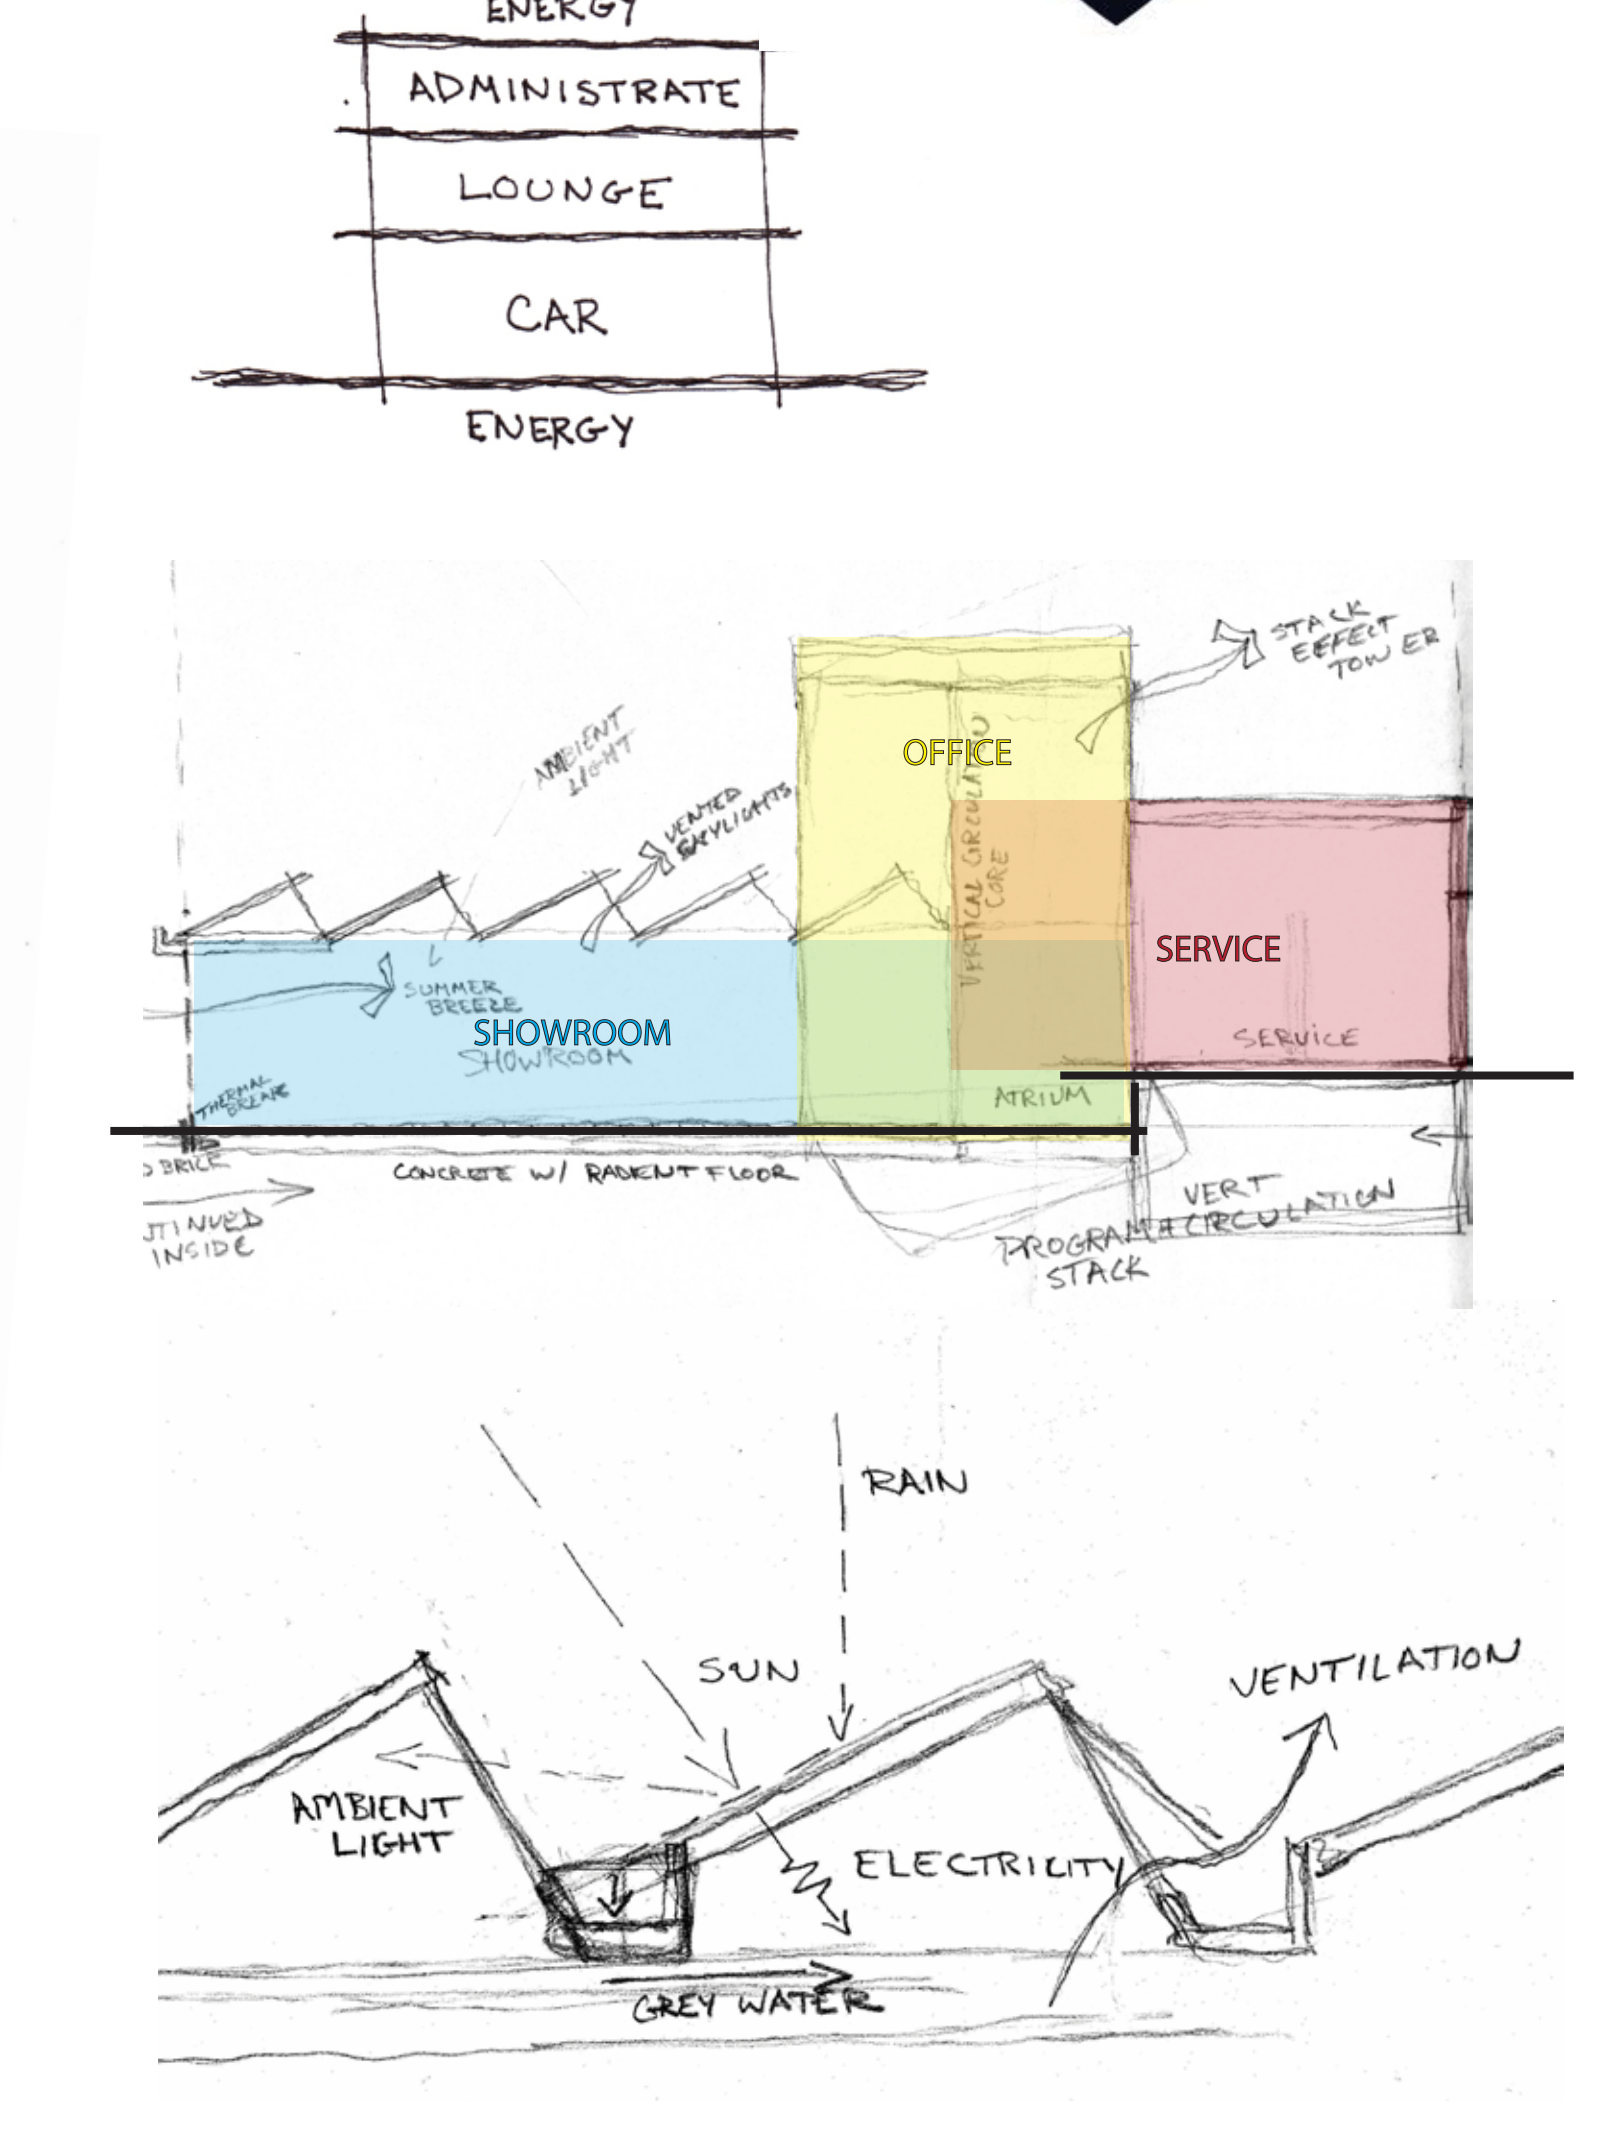 ENERGY
ADMINISTRATE
LOUNGE
CAR
ENERGY
STACK
EFFECT
TOWER
AMBIENT
LIGHT
VENTED
SKYLIGHTS
OFFICE
VERTICAL CIRCULATION
CORE
SUMMER
BREEZE
SHOWROOM
SHOWROOM
SERVICE
SERVICE
THERMAL
BREAK
ATRIUM
D BRICK
CONCRETE W/ RADIENT FLOOR
NTINUED
INSIDE
VERT
PROGRAM + CIRCULATION
STACK
RAIN
SUN
VENTILATION
AMBIENT
LIGHT
ELECTRICITY
GREY WATER